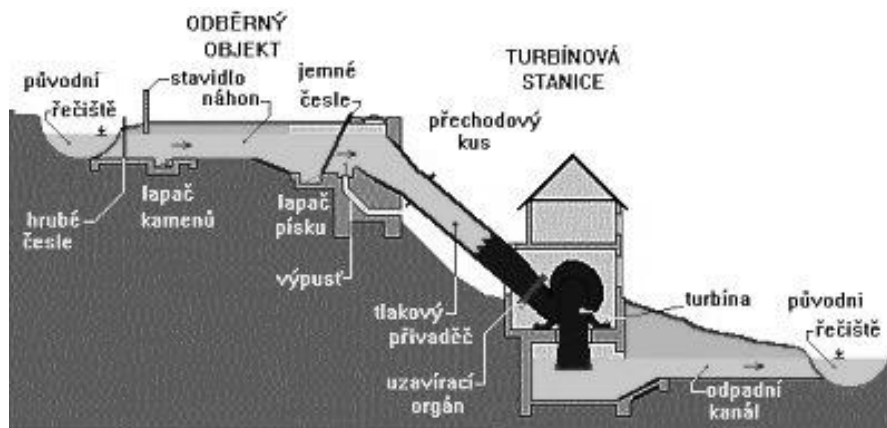 ODBĚRNÝ
OBJEKT
TURBÍNOVÁ
STANICE
původní
řečiště
stavidlo
náhon
jemné
česle
přechodový
kus
hrubé
česle
lapač
kamenů
lapač
písku
výpusť
tlakový
přivaděč
uzavírací
orgán
turbína
původní
řečiště
odpadní
kanál